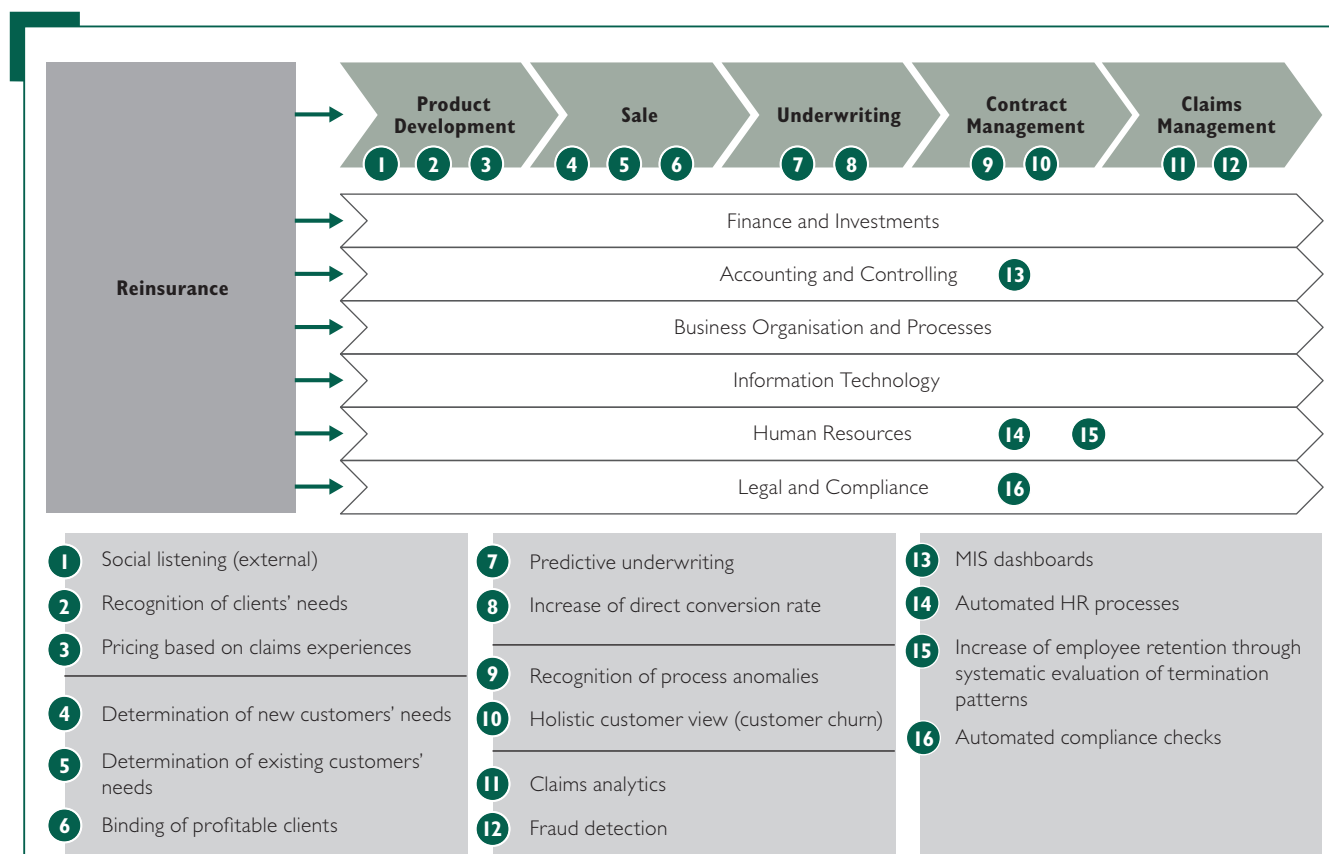 Reinsurance
Product
Development
Sale
Underwriting
Contract
Management
Claims
Management
1 2 3 4 5 6 7 8 9 10 11 12
Finance and Investments
Accounting and Controlling 13
Business Organisation and Processes
Information Technology
Human Resources 14 15
Legal and Compliance 16
1 Social listening (external)
2 Recognition of clients’ needs
3 Pricing based on claims experiences
4 Determination of new customers’ needs
5 Determination of existing customers’
needs
6 Binding of profitable clients
7 Predictive underwriting
8 Increase of direct conversion rate
9 Recognition of process anomalies
10 Holistic customer view (customer churn)
11 Claims analytics
12 Fraud detection
13 MIS dashboards
14 Automated HR processes
15 Increase of employee retention through
systematic evaluation of termination
patterns
16 Automated compliance checks